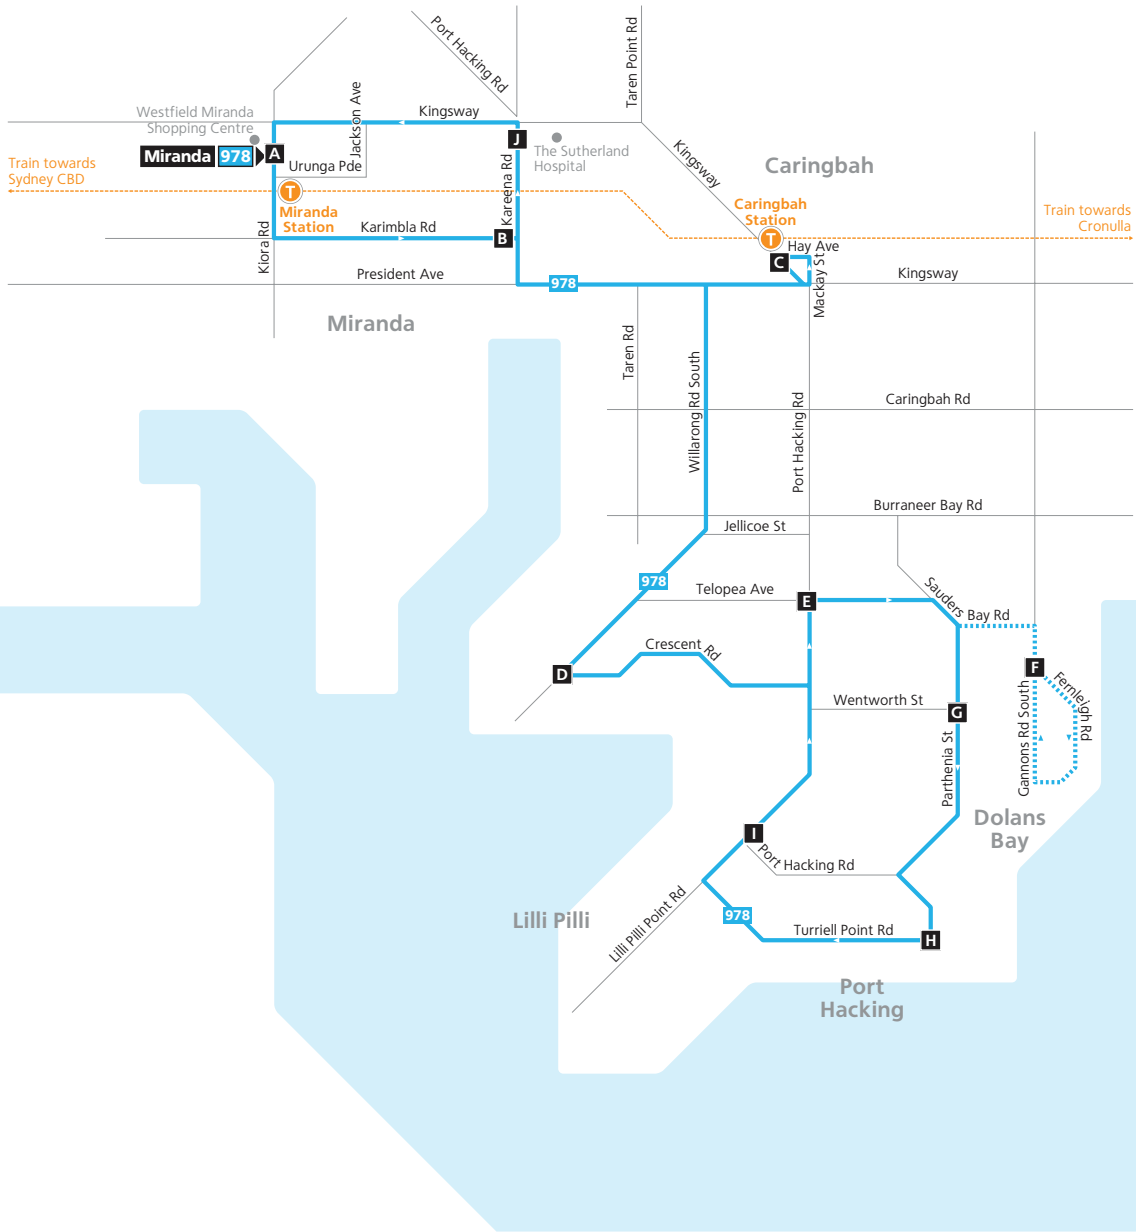 Port Hacking Rd
Taren Point Rd
Westfield Miranda
Shopping Centre
Jackson Ave
Kingsway
J
The Sutherland
Hospital
Kingsway
Caringbah
Miranda 978 A
Urunga Pde
Train towards
Sydney CBD
T
Miranda
Station
Kareena Rd
Caringbah
Station
T
Train towards
Cronulla
Kiora Rd
Karimbla Rd
B
Hay Ave
C
Mackay St
President Ave
978
Kingsway
Miranda
Taren Rd
Willarong Rd South
Port Hacking Rd
Caringbah Rd
Burraneer Bay Rd
Jellicoe St
978
Telopea Ave
E
Sauders Bay Rd
Crescent Rd
D
F
Fernleigh Rd
Wentworth St
G
Gannons Rd South
Parthenia St
Dolans
Bay
I
Port Hacking Rd
Lilli Pilli
Lilli Pilli Point Rd
978
Turriell Point Rd
H
Port
Hacking